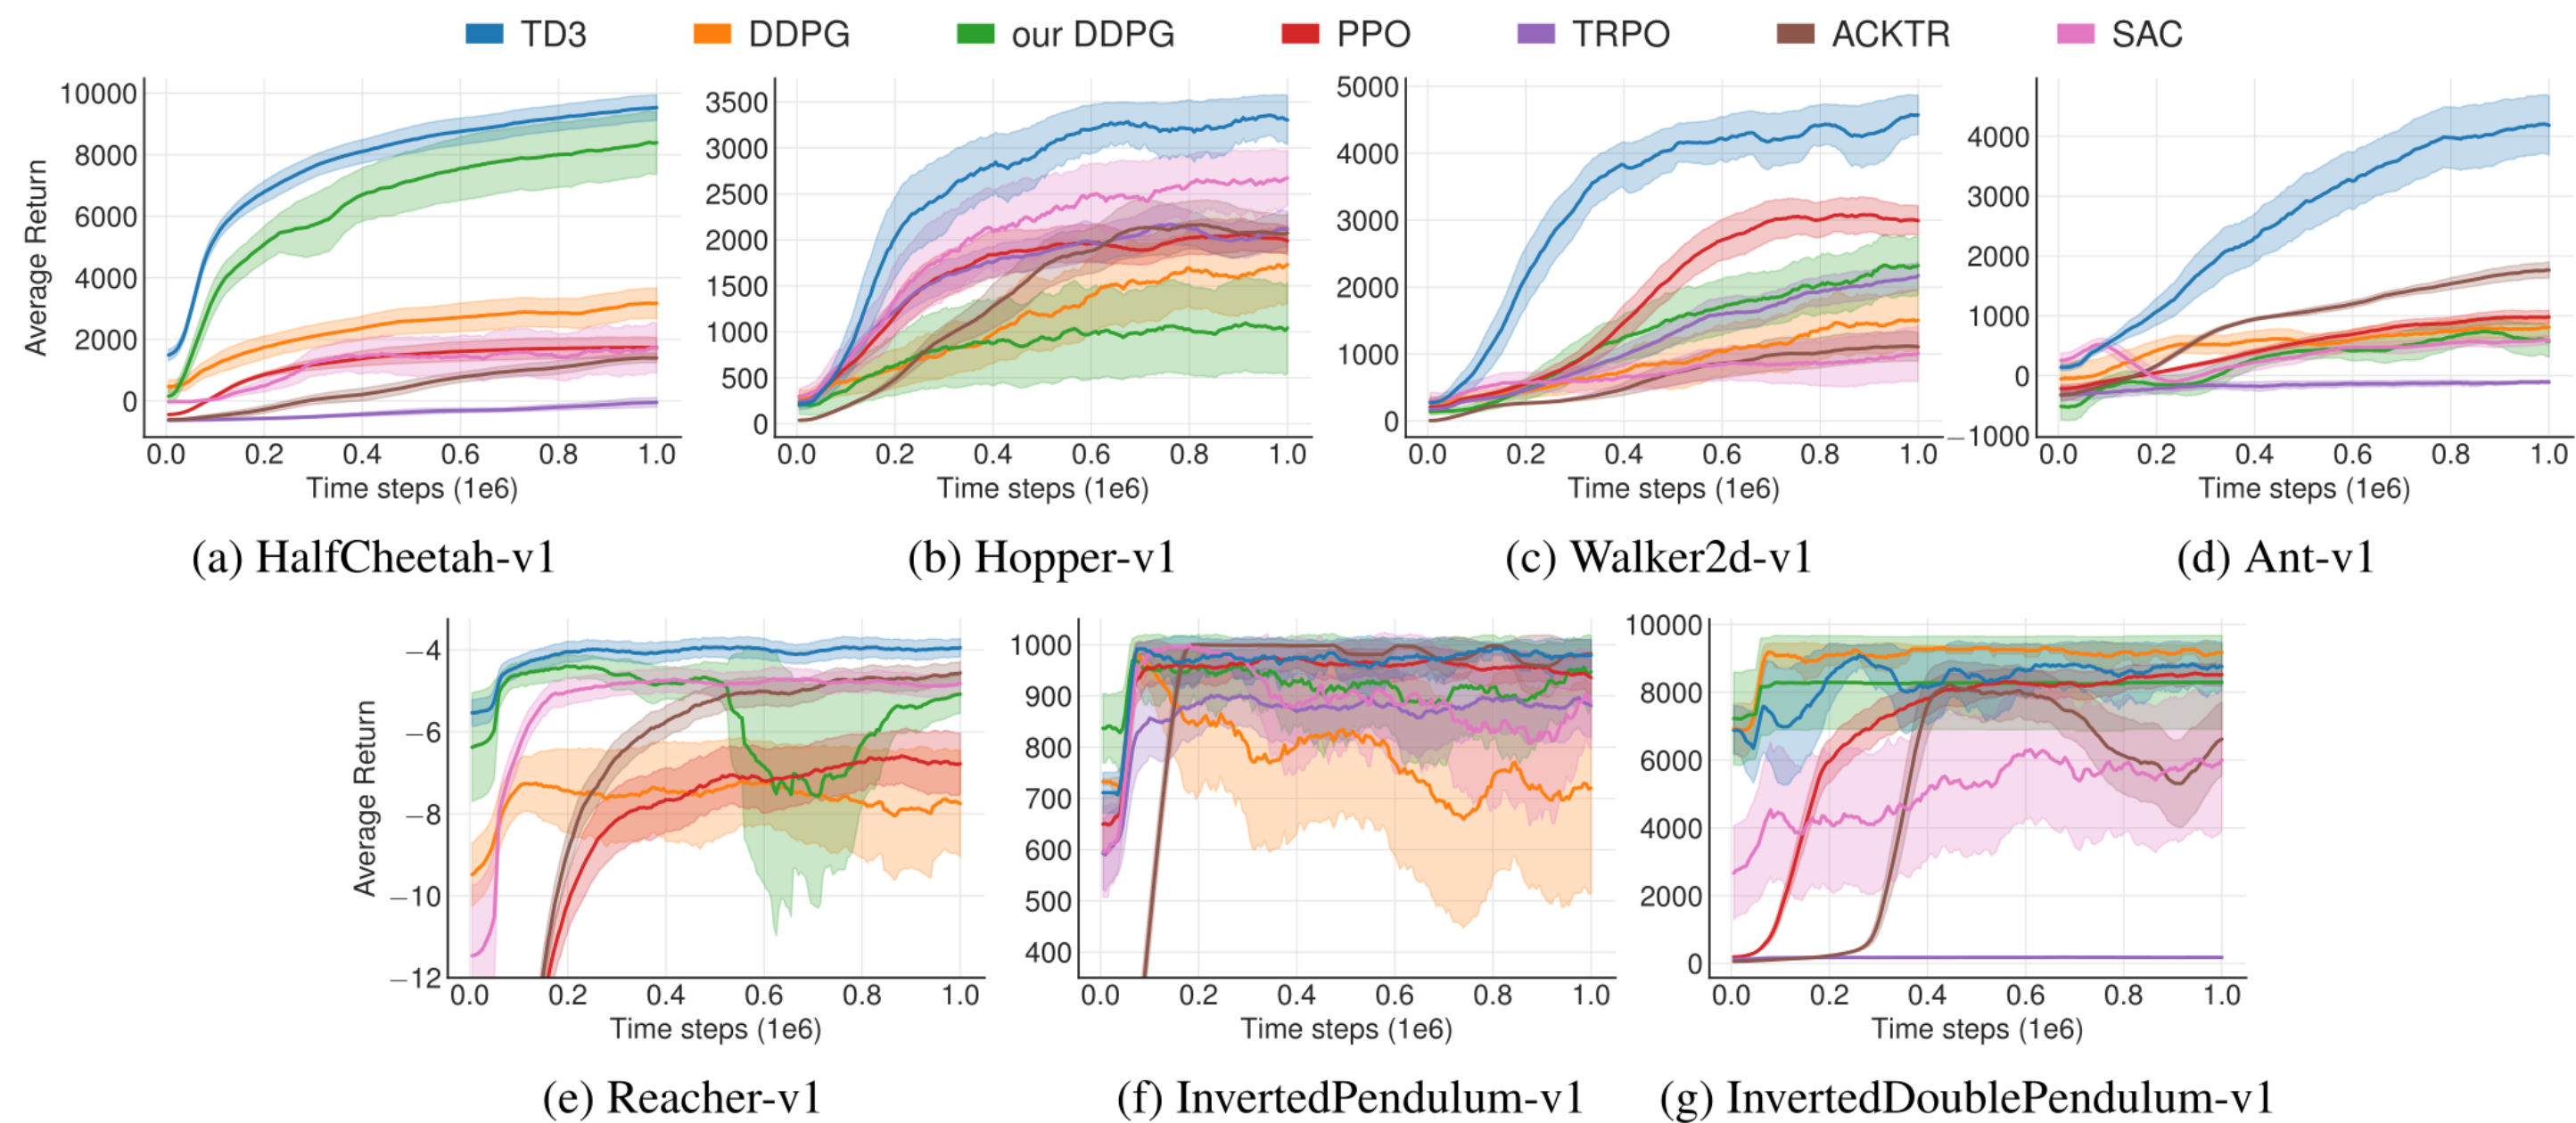 TD3 DDPG our DDPG PPO TRPO ACKTR SAC
Average Return
10000
8000
6000
4000
2000
0
0.0 0.2 0.4 0.6 0.8 1.0
Time steps (1e6)
(a) HalfCheetah-v1
3500
3000
2500
2000
1500
1000
500
0
0.0 0.2 0.4 0.6 0.8 1.0
Time steps (1e6)
(b) Hopper-v1
5000
4000
3000
2000
1000
0
0.0 0.2 0.4 0.6 0.8 1.0
Time steps (1e6)
(c) Walker2d-v1
4000
3000
2000
1000
0
−1000
0.0 0.2 0.4 0.6 0.8 1.0
Time steps (1e6)
(d) Ant-v1
Average Return
−4
−6
−8
−10
−12
0.0 0.2 0.4 0.6 0.8 1.0
Time steps (1e6)
(e) Reacher-v1
1000
900
800
700
600
500
400
0.0 0.2 0.4 0.6 0.8 1.0
Time steps (1e6)
(f) InvertedPendulum-v1
10000
8000
6000
4000
2000
0
0.0 0.2 0.4 0.6 0.8 1.0
Time steps (1e6)
(g) InvertedDoublePendulum-v1